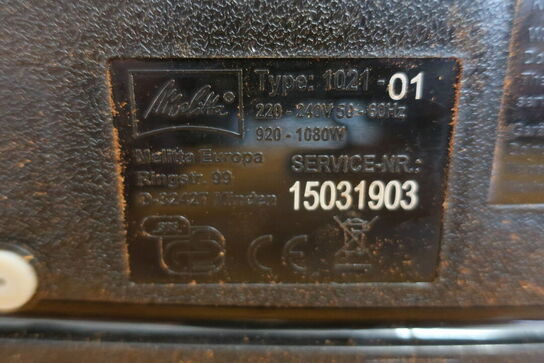 Melitta
Type: 1021 - 01
220 - 240V 50 - 60Hz
920 - 1080W
Melitta Europa
Ringstr. 99
D-32427 Minden
SERVICE-NR.:
15031903
CE